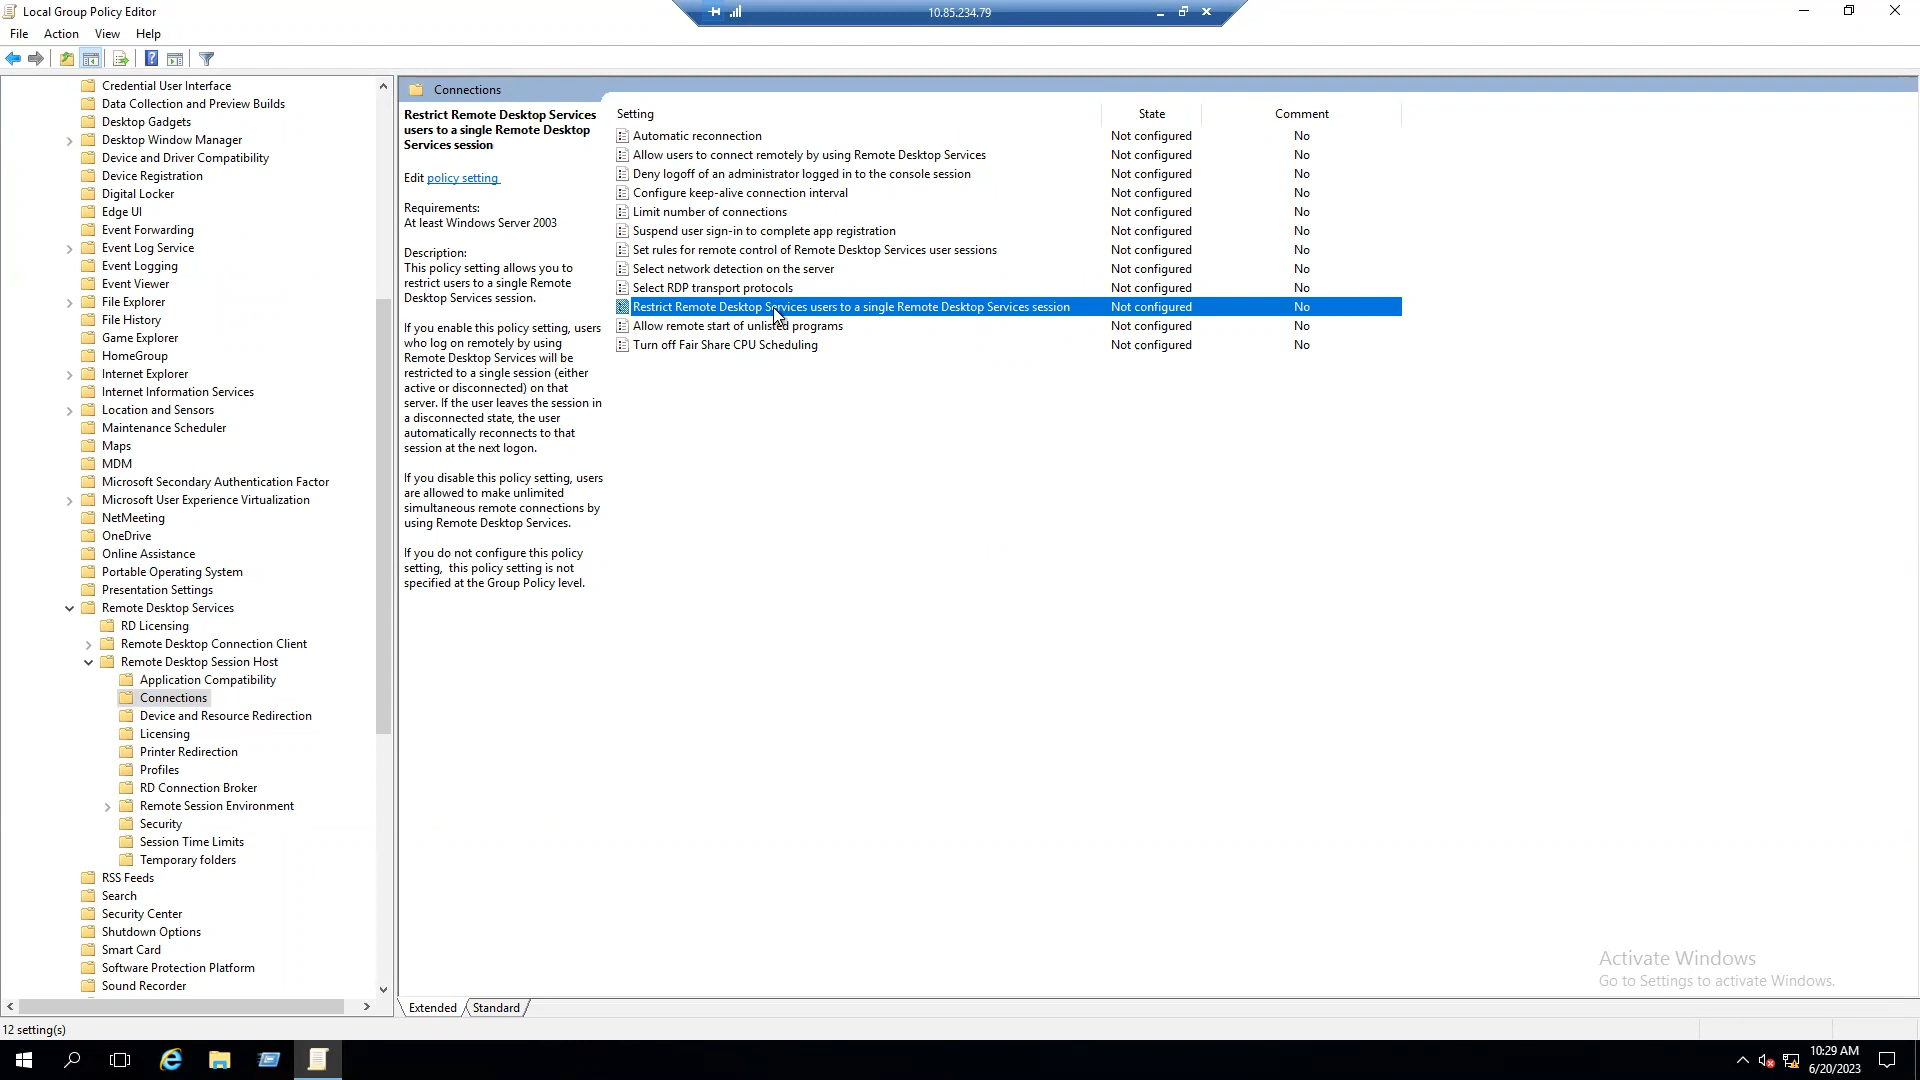 Local Group Policy Editor
10.85.234.79
File Action View Help
Credential User Interface
Data Collection and Preview Builds
Desktop Gadgets
Desktop Window Manager
Device and Driver Compatibility
Device Registration
Digital Locker
Edge UI
Event Forwarding
Event Log Service
Event Logging
Event Viewer
File Explorer
File History
Game Explorer
HomeGroup
Internet Explorer
Internet Information Services
Location and Sensors
Maintenance Scheduler
Maps
MDM
Microsoft Secondary Authentication Factor
Microsoft User Experience Virtualization
NetMeeting
OneDrive
Online Assistance
Portable Operating System
Presentation Settings
Remote Desktop Services
RD Licensing
Remote Desktop Connection Client
Remote Desktop Session Host
Application Compatibility
Connections
Device and Resource Redirection
Licensing
Printer Redirection
Profiles
RD Connection Broker
Remote Session Environment
Security
Session Time Limits
Temporary folders
RSS Feeds
Search
Security Center
Shutdown Options
Smart Card
Software Protection Platform
Sound Recorder
Connections
Restrict Remote Desktop Services
users to a single Remote Desktop
Services session
Edit policy setting
Requirements:
At least Windows Server 2003
Description:
This policy setting allows you to
restrict users to a single Remote
Desktop Services session.
If you enable this policy setting, users
who log on remotely by using
Remote Desktop Services will be
restricted to a single session (either
active or disconnected) on that
server. If the user leaves the session in
a disconnected state, the user
automatically reconnects to that
session at the next logon.
If you disable this policy setting, users
are allowed to make unlimited
simultaneous remote connections by
using Remote Desktop Services.
If you do not configure this policy
setting, this policy setting is not
specified at the Group Policy level.
Setting State Comment
Automatic reconnection Not configured No
Allow users to connect remotely by using Remote Desktop Services Not configured No
Deny logoff of an administrator logged in to the console session Not configured No
Configure keep-alive connection interval Not configured No
Limit number of connections Not configured No
Suspend user sign-in to complete app registration Not configured No
Set rules for remote control of Remote Desktop Services user sessions Not configured No
Select network detection on the server Not configured No
Select RDP transport protocols Not configured No
Restrict Remote Desktop Services users to a single Remote Desktop Services session Not configured No
Allow remote start of unlisted programs Not configured No
Turn off Fair Share CPU Scheduling Not configured No
Activate Windows
Go to Settings to activate Windows.
Extended Standard
12 setting(s)
10:29 AM
6/20/2023